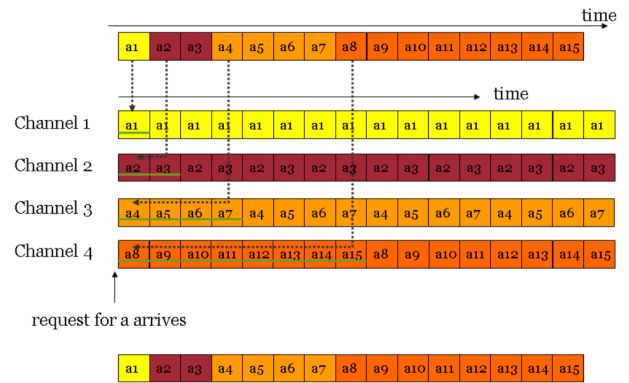 time
a1 a2 a3 a4 a5 a6 a7 a8 a9 a10 a11 a12 a13 a14 a15
time
Channel 1 a1 a1 a1 a1 a1 a1 a1 a1 a1 a1 a1 a1 a1 a1 a1 a1
Channel 2 a2 a3 a2 a3 a2 a3 a2 a3 a2 a3 a2 a3 a2 a3 a2 a3
Channel 3 a4 a5 a6 a7 a4 a5 a6 a7 a4 a5 a6 a7 a4 a5 a6 a7
Channel 4 a8 a9 a10 a11 a12 a13 a14 a15 a8 a9 a10 a11 a12 a13 a14 a15
request for a arrives
a1 a2 a3 a4 a5 a6 a7 a8 a9 a10 a11 a12 a13 a14 a15